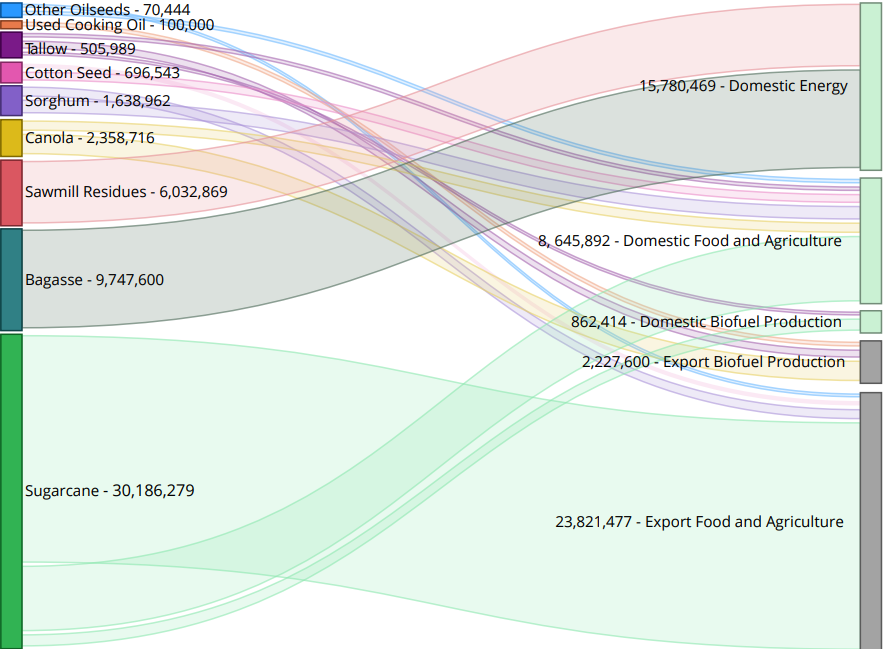 Other Oilseeds - 70,444
Used Cooking Oil - 100,000
Tallow - 505,989
Cotton Seed - 696,543
Sorghum - 1,638,962
Canola - 2,358,716
Sawmill Residues - 6,032,869
Bagasse - 9,747,600
Sugarcane - 30,186,279
15,780,469 - Domestic Energy
8, 645,892 - Domestic Food and Agriculture
862,414 - Domestic Biofuel Production
2,227,600 - Export Biofuel Production
23,821,477 - Export Food and Agriculture